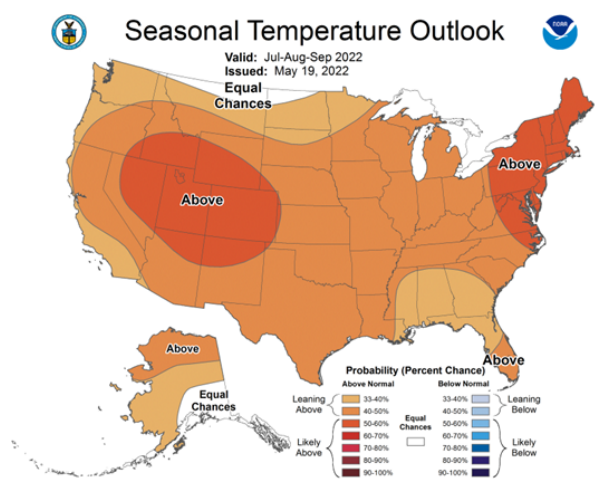 Seasonal Temperature Outlook
NOAA
Valid: Jul-Aug-Sep 2022
Issued: May 19, 2022
Equal
Chances
Above
Above
Above
Equal
Chances
Above
Probability (Percent Chance)
Above Normal
Below Normal
Leaning
Above
33-40%
40-50%
Likely
Above
50-60%
60-70%
70-80%
80-90%
90-100%
Equal
Chances
33-40%
40-50%
Leaning
Below
50-60%
60-70%
70-80%
80-90%
90-100%
Likely
Below